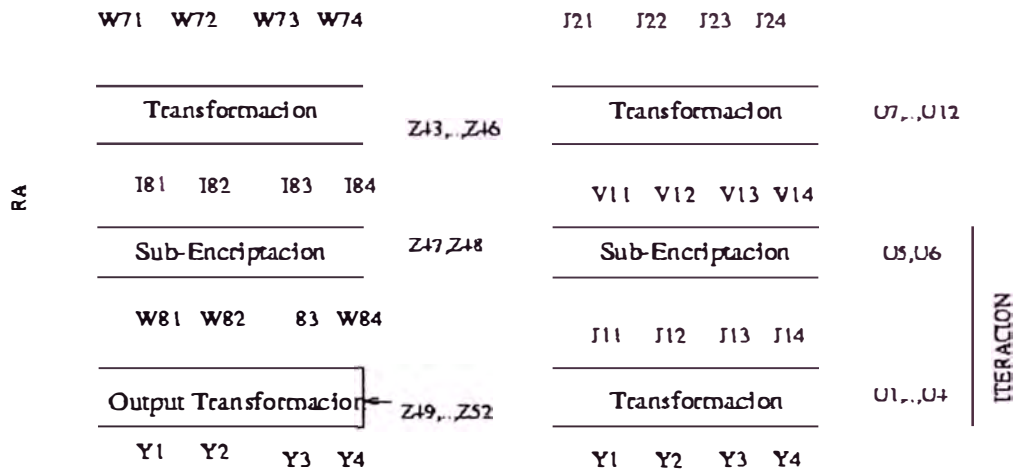 W71 W72 W73 W74 J21 J22 J23 J24
Transformacion Z43,..,Z46 Transformacion U7,..,U12
RA
I81 I82 I83 I84 V11 V12 V13 V14
Sub-Encriptacion Z47,Z48 Sub-Encriptacion U5,U6
W81 W82 83 W84 J11 J12 J13 J14
ITERACION
Output Transformacion Z49,..,Z52 Transformacion U1,..,U4
Y1 Y2 Y3 Y4 Y1 Y2 Y3 Y4